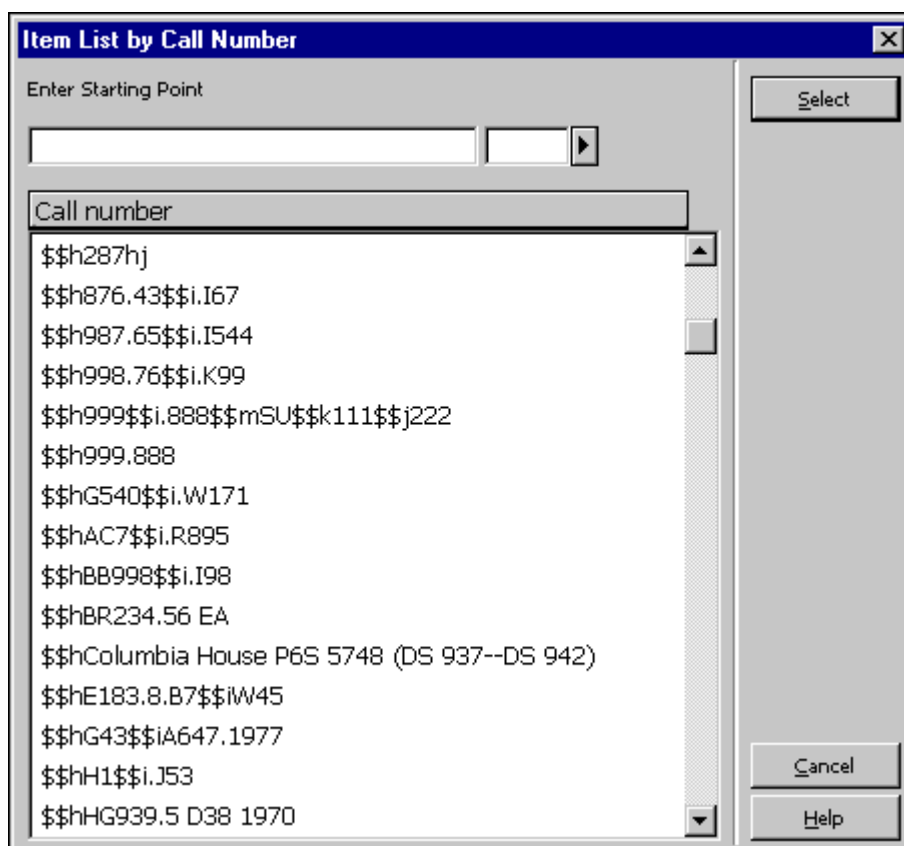 Item List by Call Number
Enter Starting Point
Select
Call number
$$h287hj
$$h876.43$$i.I67
$$h987.65$$i.I544
$$h998.76$$i.K99
$$h999$$i.888$$mSU$$k111$$j222
$$h999.888
$$hG540$$i.W171
$$hAC7$$i.R895
$$hBB998$$i.I98
$$hBR234.56 EA
$$hColumbia House P6S 5748 (DS 937--DS 942)
$$hE183.8.B7$$iW45
$$hG43$$iA647.1977
$$hH1$$i.J53
$$hHG939.5 D38 1970
Cancel
Help